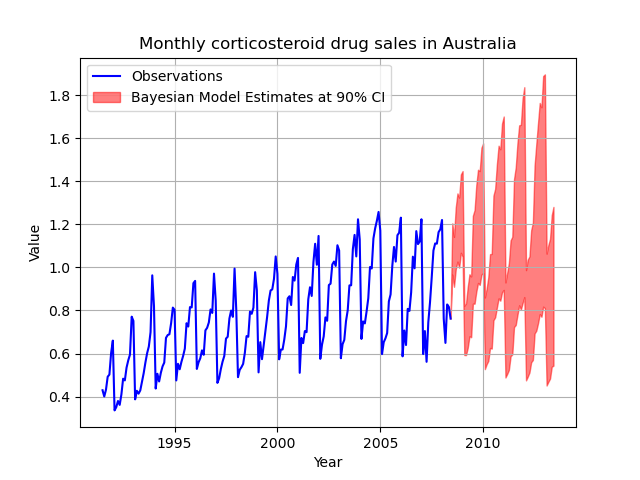 Monthly corticosteroid drug sales in Australia
Observations
Bayesian Model Estimates at 90% CI
Value
1.8
1.6
1.4
1.2
1.0
0.8
0.6
0.4
1995
2000
2005
2010
Year